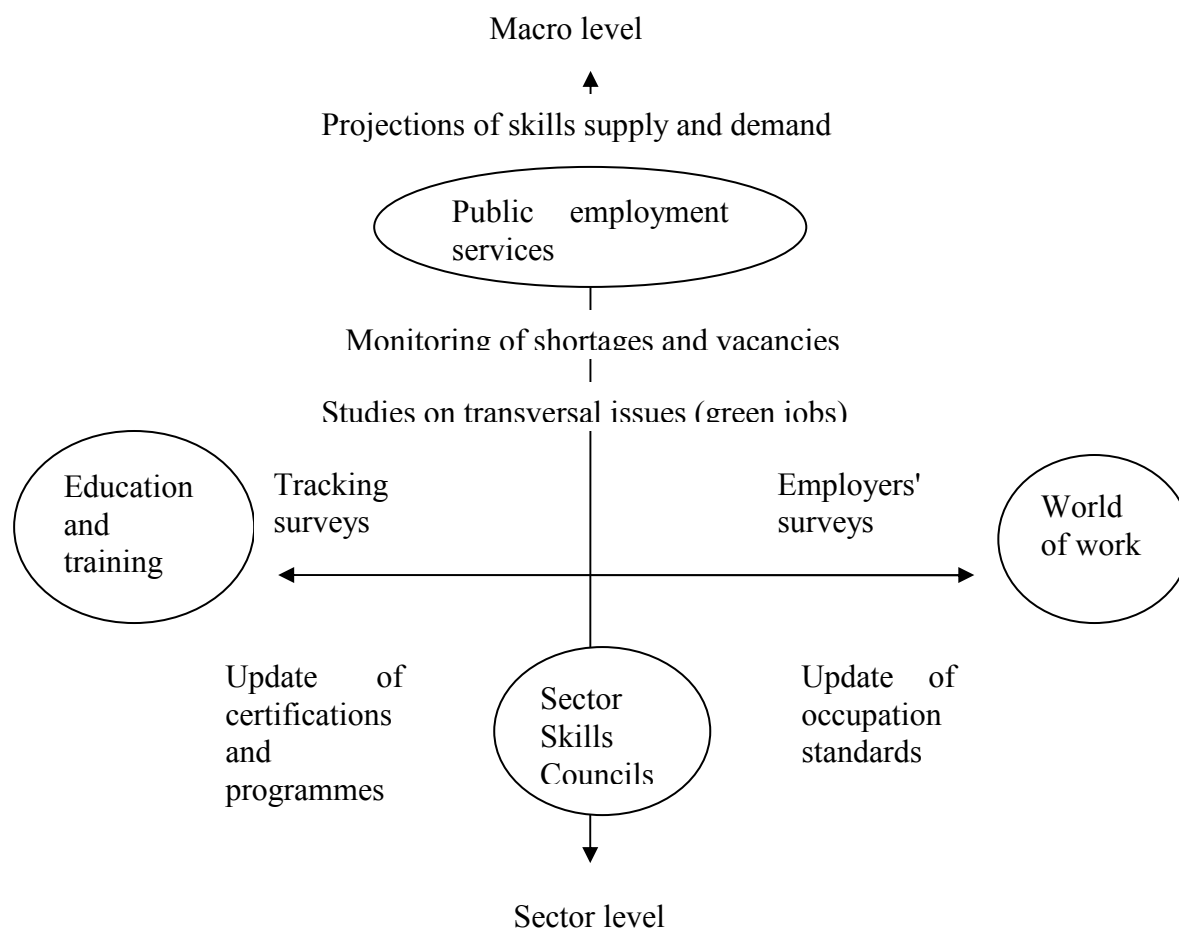 Macro level
Projections of skills supply and demand
Public employment
services
Monitoring of shortages and vacancies
Studies on transversal issues (green jobs)
Education
and
training
Tracking
surveys
Employers'
surveys
World
of work
Update of
certifications
and
programmes
Sector
Skills
Councils
Update of
occupation
standards
Sector level